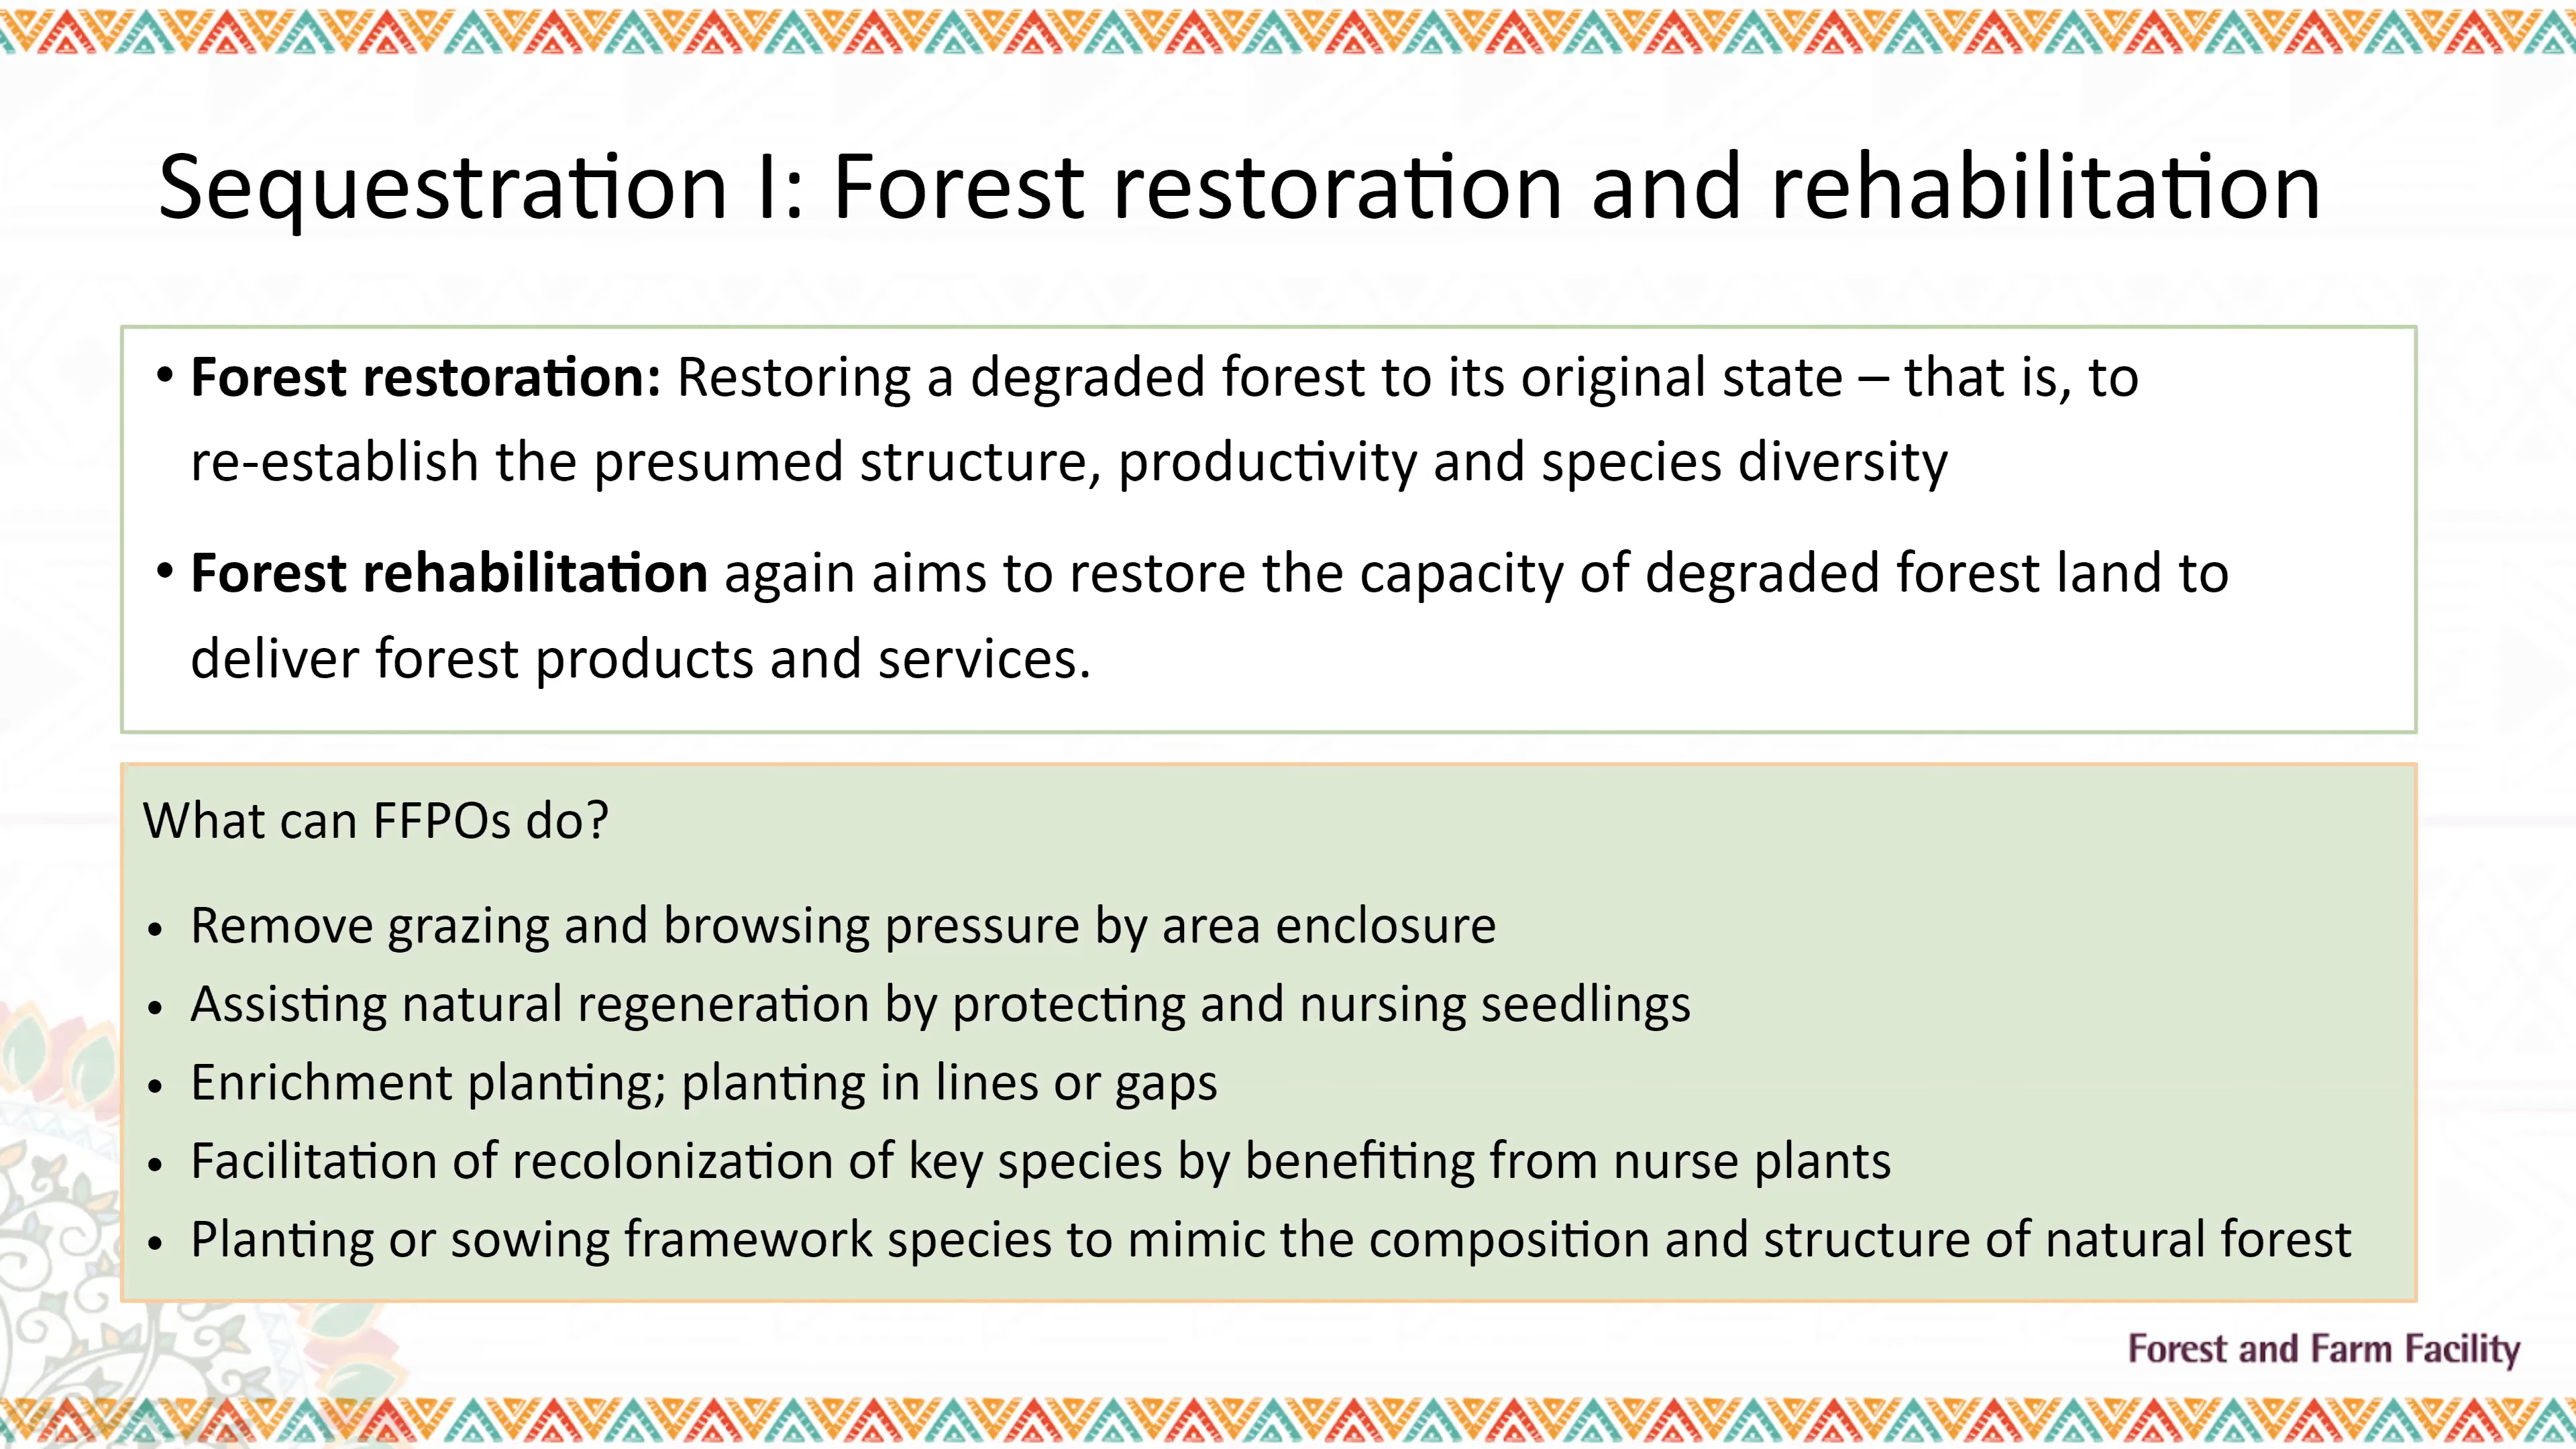 Sequestration I: Forest restoration and rehabilitation
• Forest restoration: Restoring a degraded forest to its original state – that is, to
re-establish the presumed structure, productivity and species diversity
• Forest rehabilitation again aims to restore the capacity of degraded forest land to
deliver forest products and services.
What can FFPOs do?
• Remove grazing and browsing pressure by area enclosure
• Assisting natural regeneration by protecting and nursing seedlings
• Enrichment planting; planting in lines or gaps
• Facilitation of recolonization of key species by benefiting from nurse plants
• Planting or sowing framework species to mimic the composition and structure of natural forest
Forest and Farm Facility